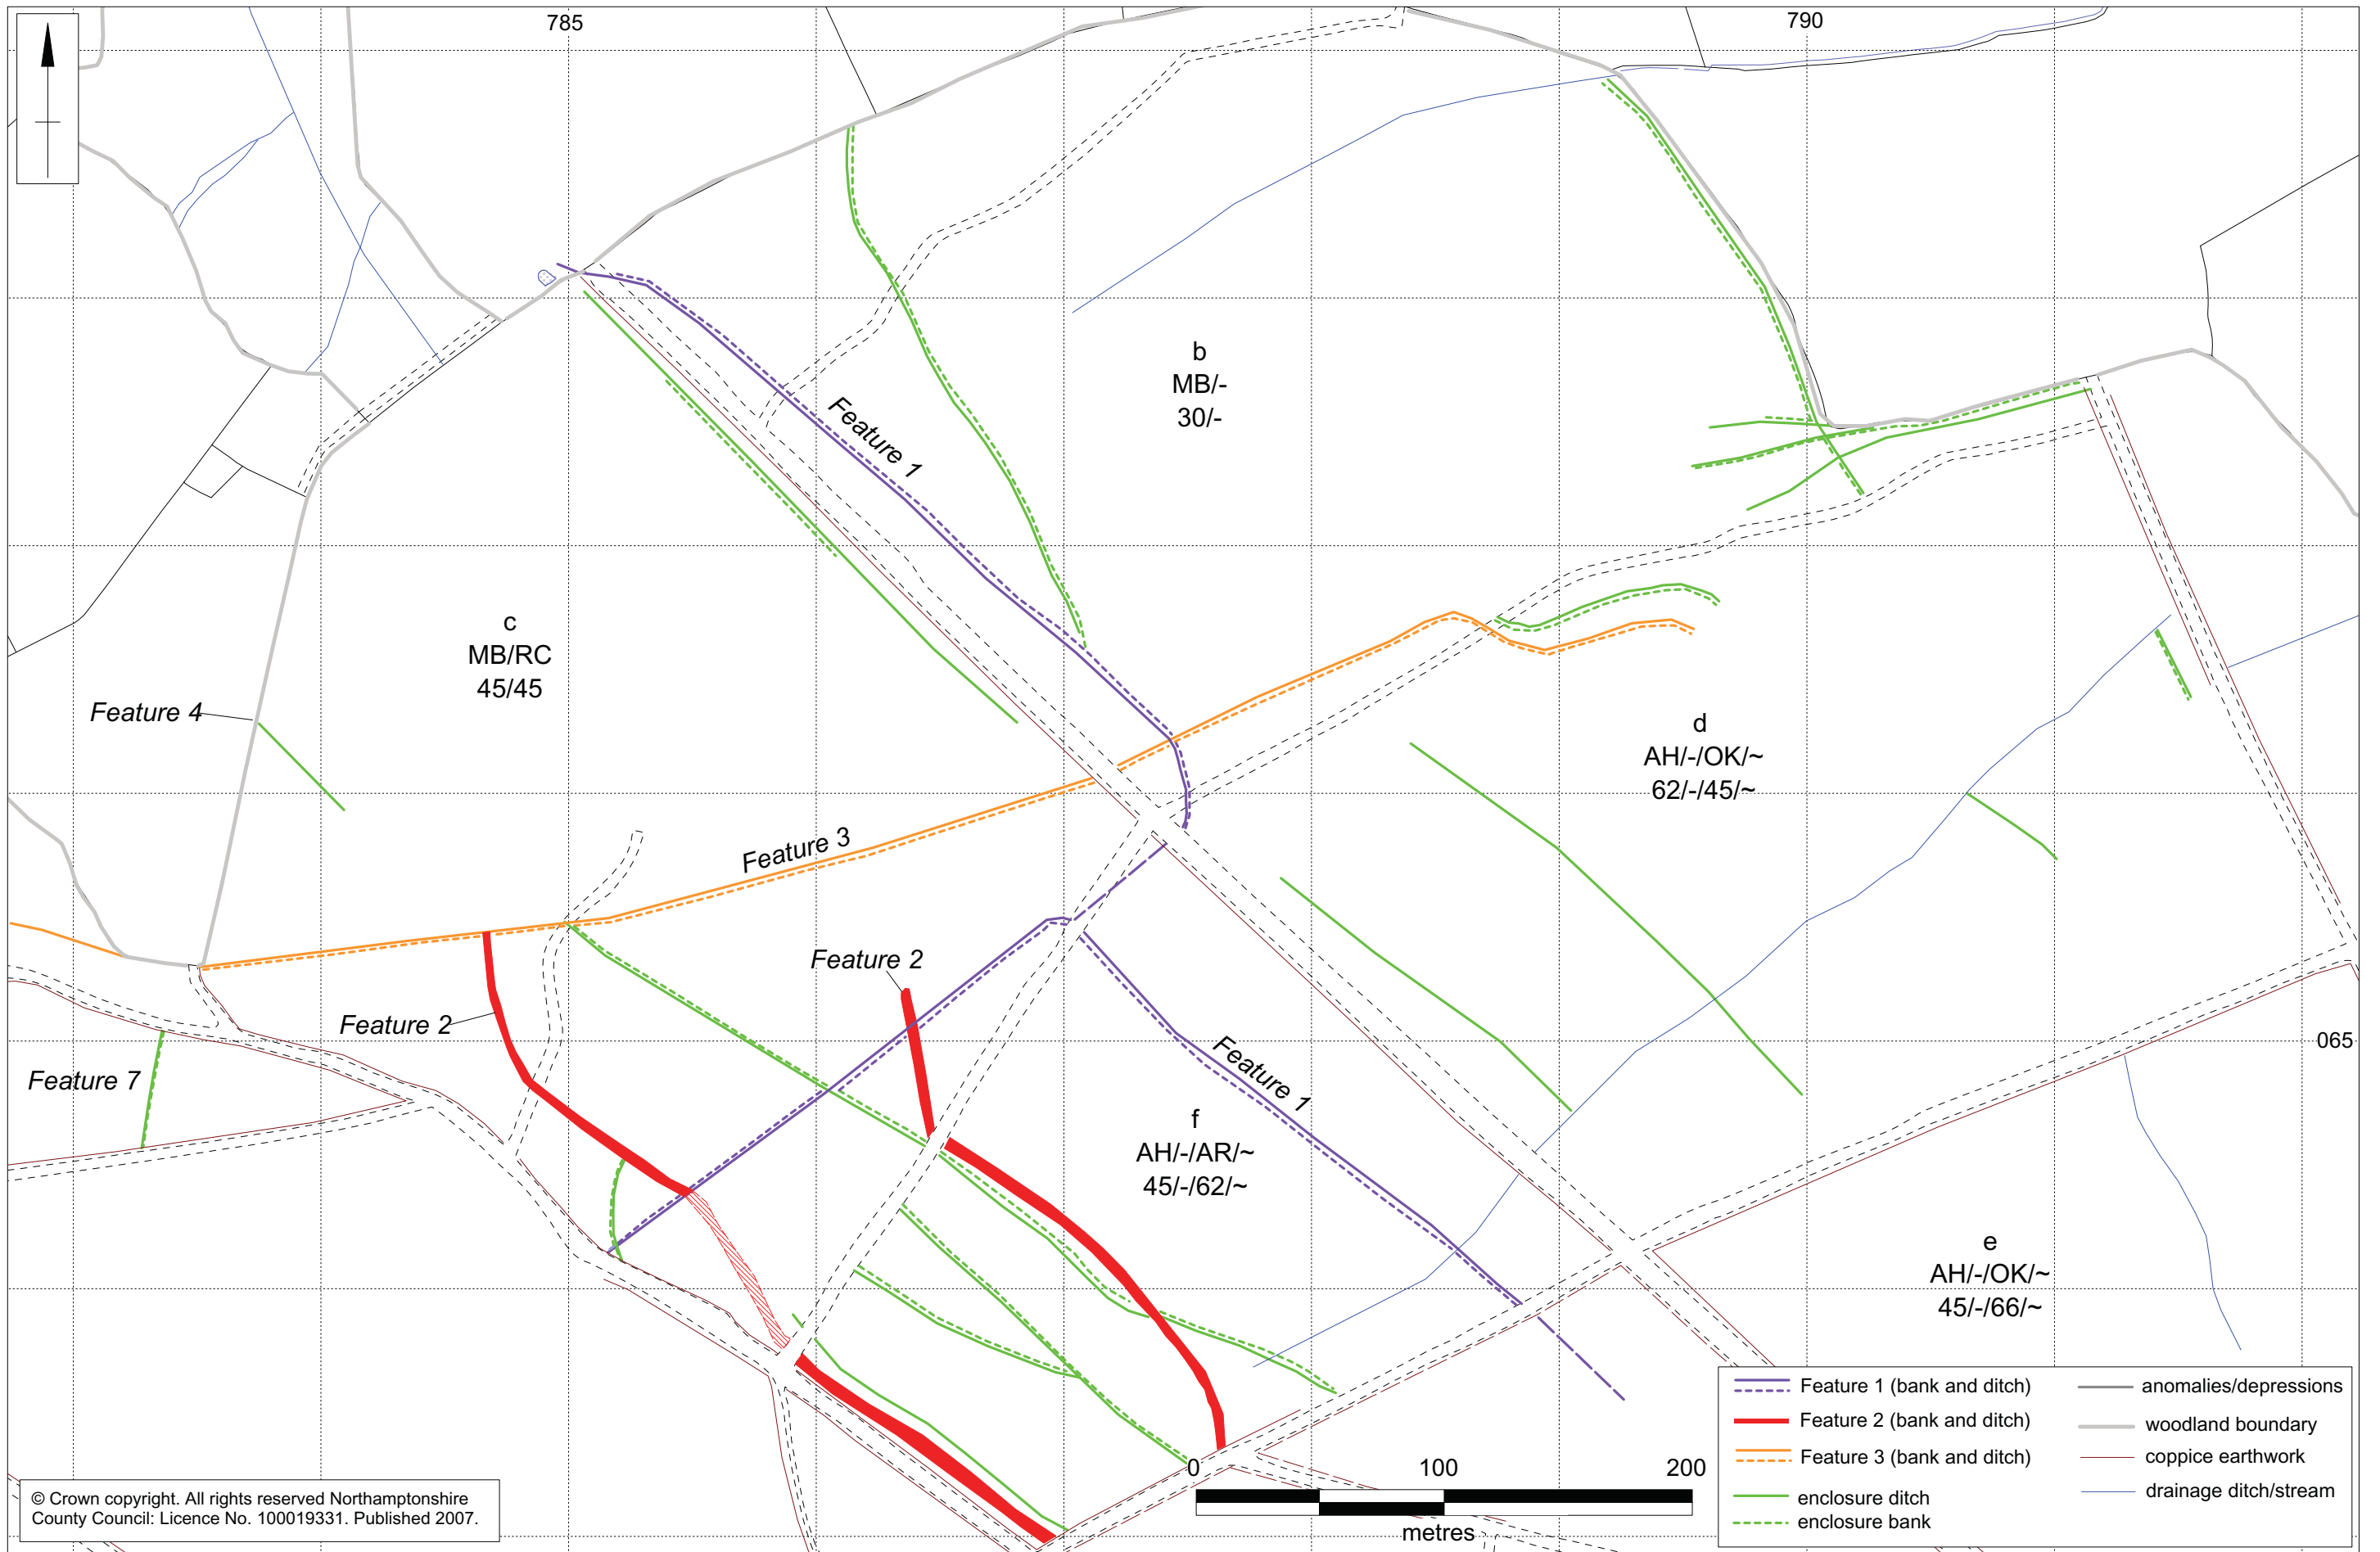 785
790
b
MB/-
30/-
Feature 1
c
MB/RC
45/45
Feature 4
d
AH/-/OK/~
62/-/45/~
Feature 3
Feature 2
Feature 2
065
Feature 1
Feature 7
f
AH/-/AR/~
45/-/62/~
e
AH/-/OK/~
45/-/66/~
0 100 200
metres
Feature 1 (bank and ditch)
Feature 2 (bank and ditch)
Feature 3 (bank and ditch)
enclosure ditch
enclosure bank
anomalies/depressions
woodland boundary
coppice earthwork
drainage ditch/stream
© Crown copyright. All rights reserved Northamptonshire
County Council: Licence No. 100019331. Published 2007.